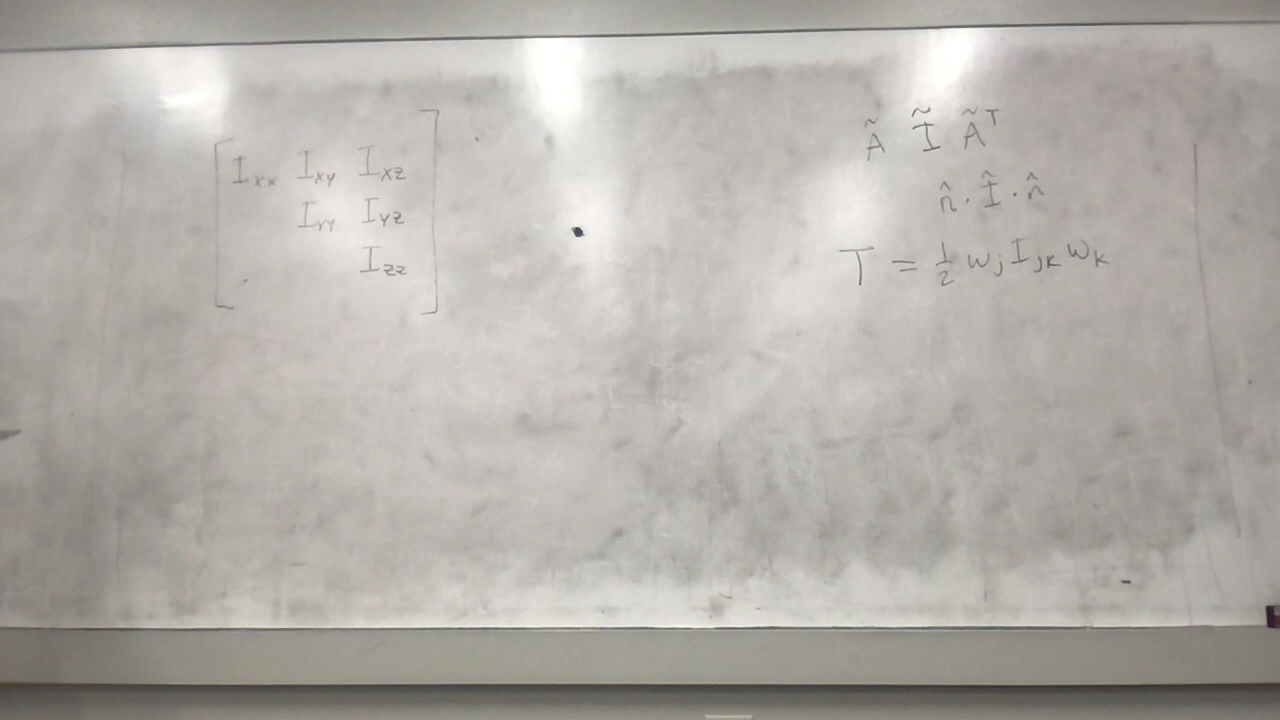 I_xx I_xy I_xz
I_yy I_yz
I_zz
Ã Ĩ Ã^T
n̂ · Î · n̂
T = 1/2 ω_j I_jk ω_k